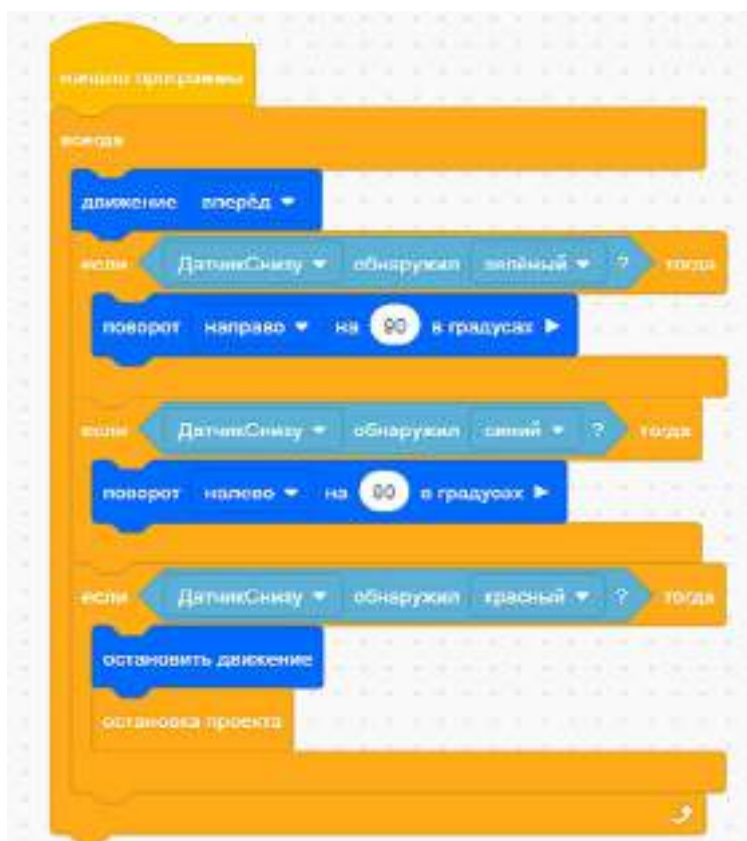 начало программы
всегда
движение вперёд
если ДатчикСнизу обнаружил зелёный ? тогда
поворот направо на 90 в градусах
если ДатчикСнизу обнаружил синий ? тогда
поворот налево на 90 в градусах
если ДатчикСнизу обнаружил красный ? тогда
остановить движение
остановка проекта